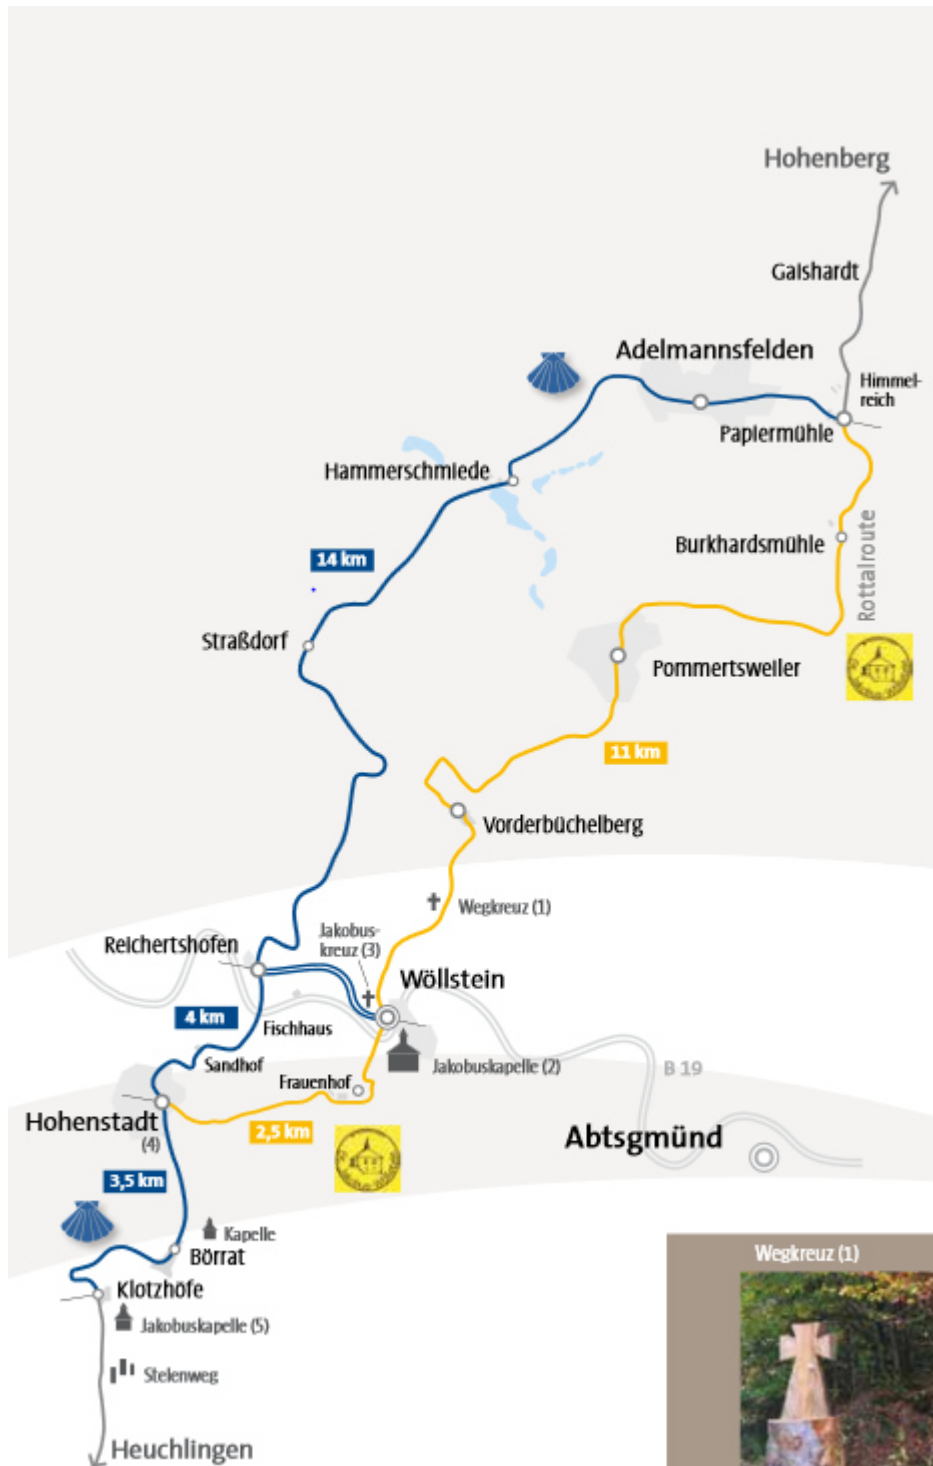 Hohenberg
Gaishardt
Adelmannsfelden
Himmel-
reich
Papiermühle
Hammerschmiede
Burkhardsmühle
Rottalroute
14 km
Straßdorf
Pommertsweiler
11 km
Vorderbüchelberg
Wegkreuz (1)
Jakobus-
kreuz (3)
Reichertshofen
Wöllstein
4 km
Fischhaus
Sandhof
Jakobuskapelle (2)
B 19
Frauenhof
Hohenstadt
(4)
2,5 km
Abtsgmünd
3,5 km
Kapelle
Börrat
Klotzhöfe
Jakobuskapelle (5)
Stelenweg
Heuchlingen
Wegkreuz (1)